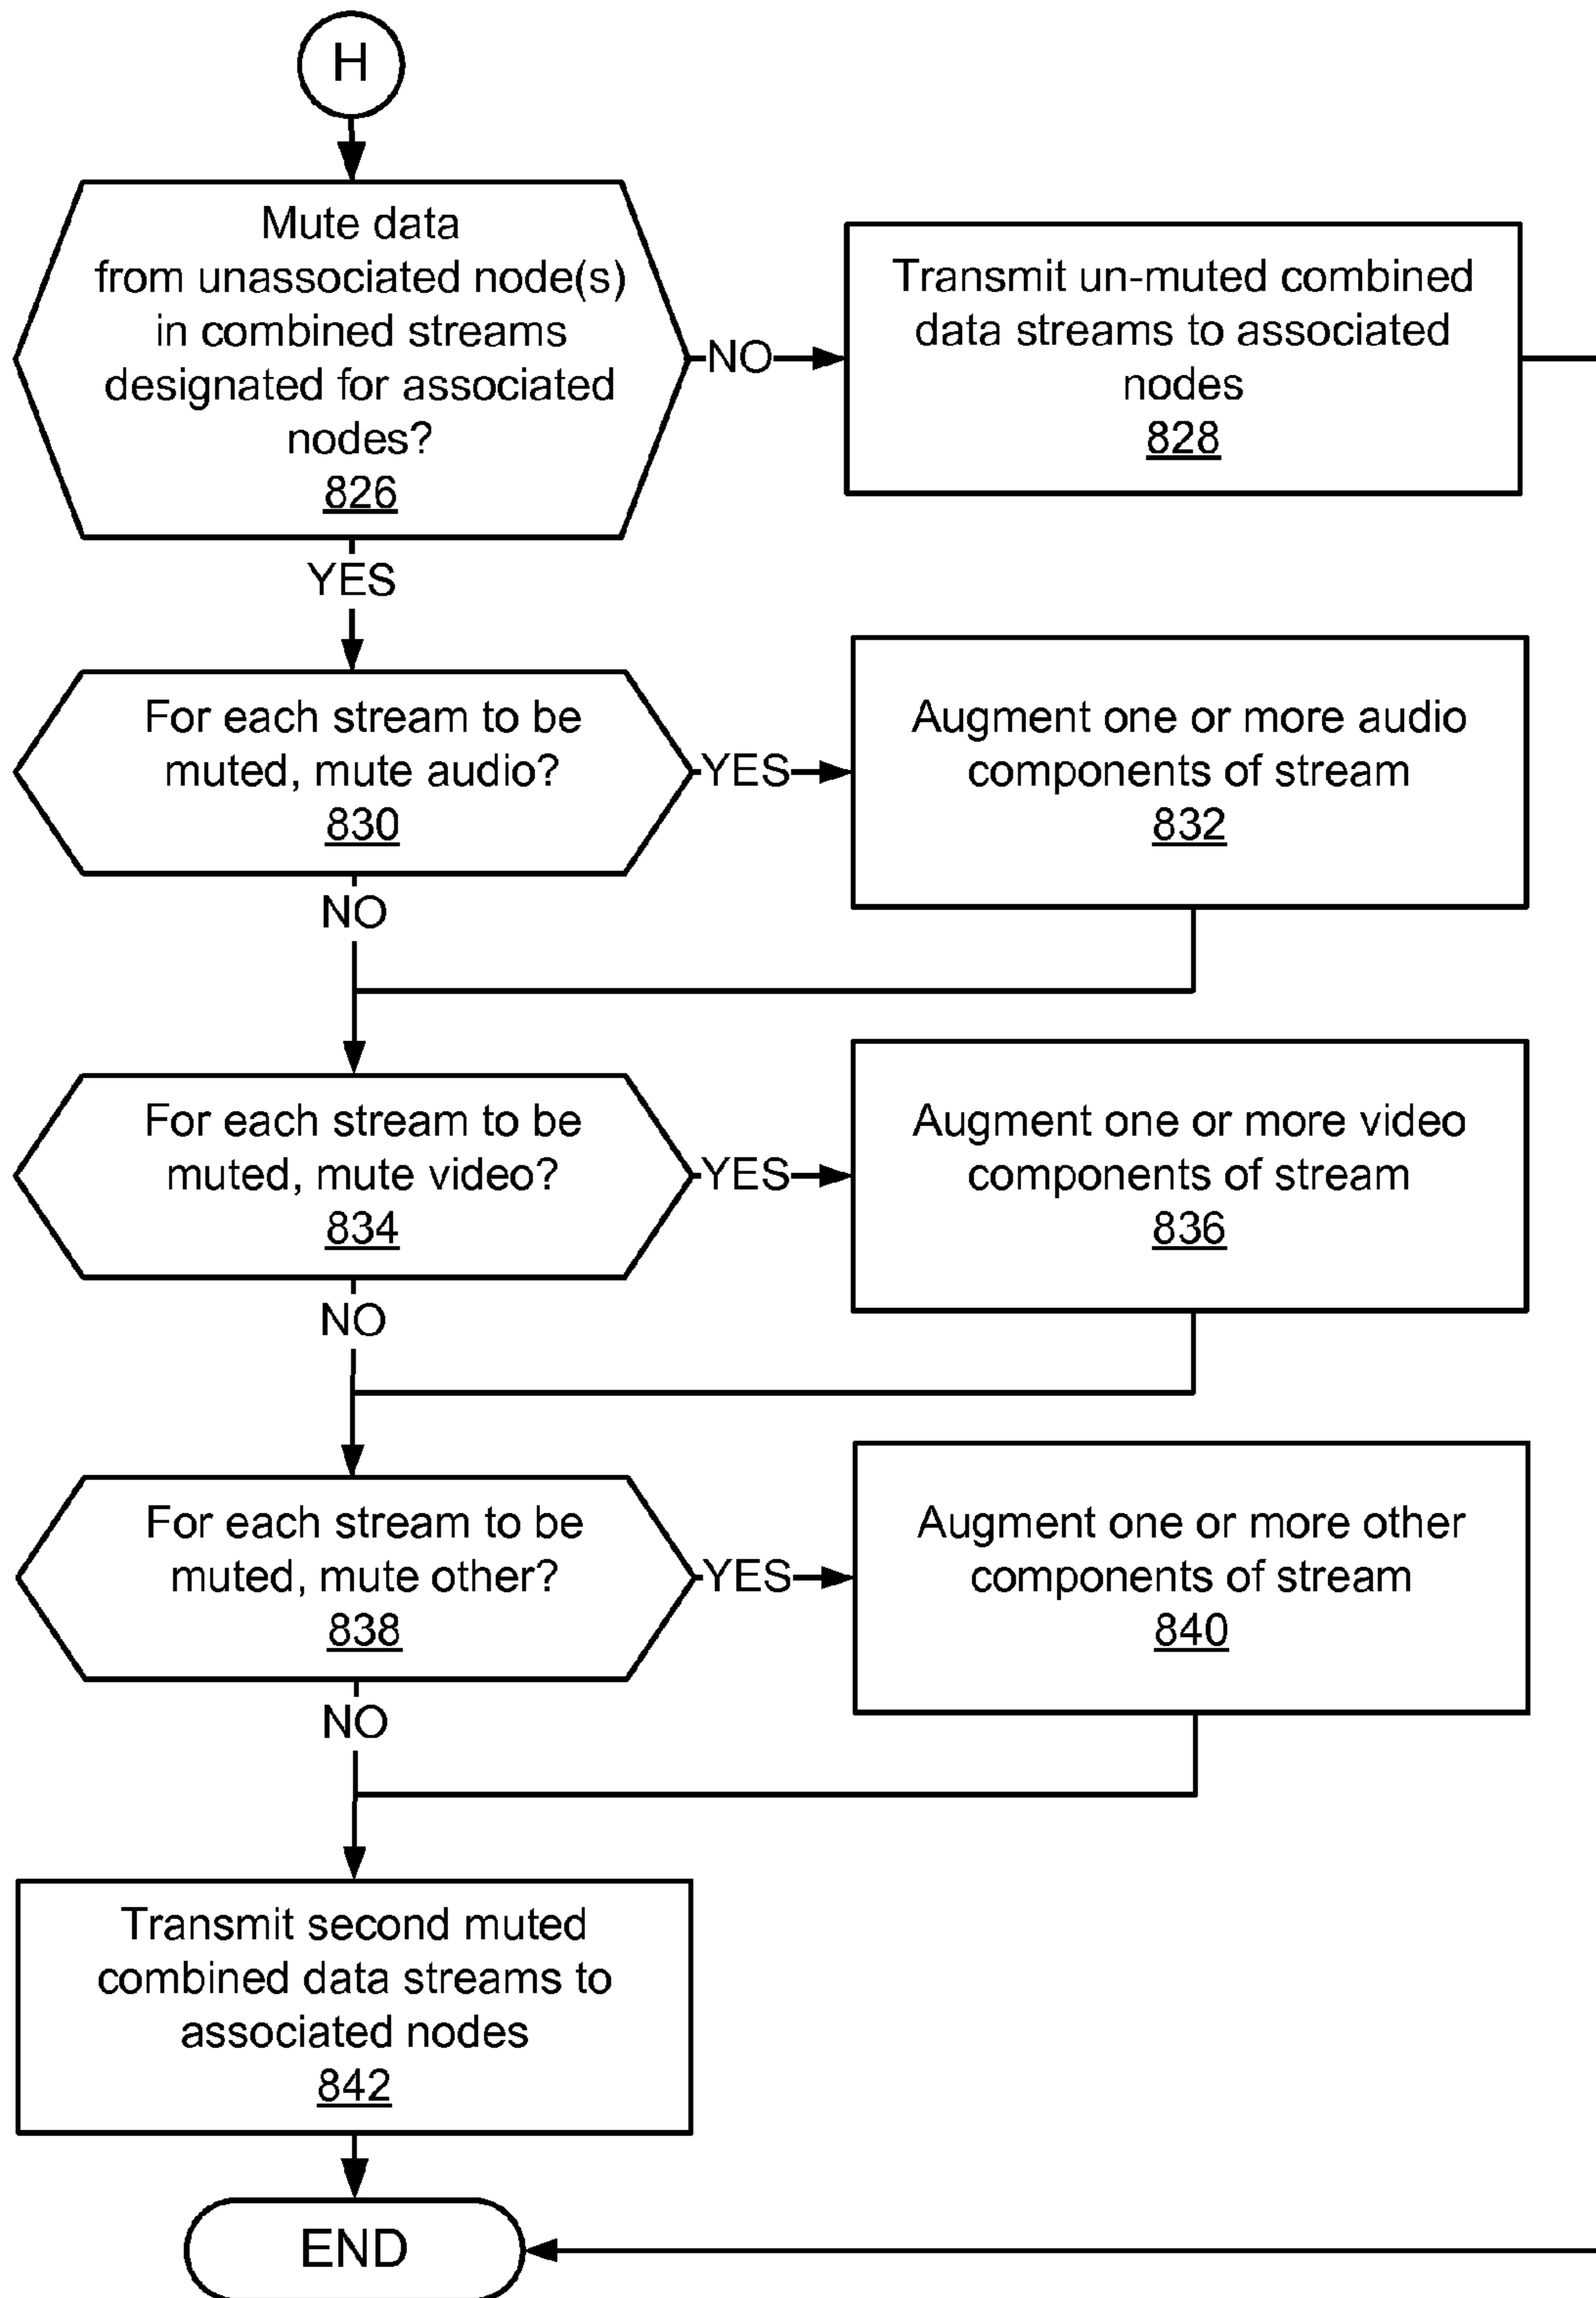 H
Mute data
from unassociated node(s)
in combined streams
designated for associated
nodes?
826
NO
Transmit un-muted combined
data streams to associated
nodes
828
YES
For each stream to be
muted, mute audio?
830
YES
Augment one or more audio
components of stream
832
NO
For each stream to be
muted, mute video?
834
YES
Augment one or more video
components of stream
836
NO
For each stream to be
muted, mute other?
838
YES
Augment one or more other
components of stream
840
NO
Transmit second muted
combined data streams to
associated nodes
842
END